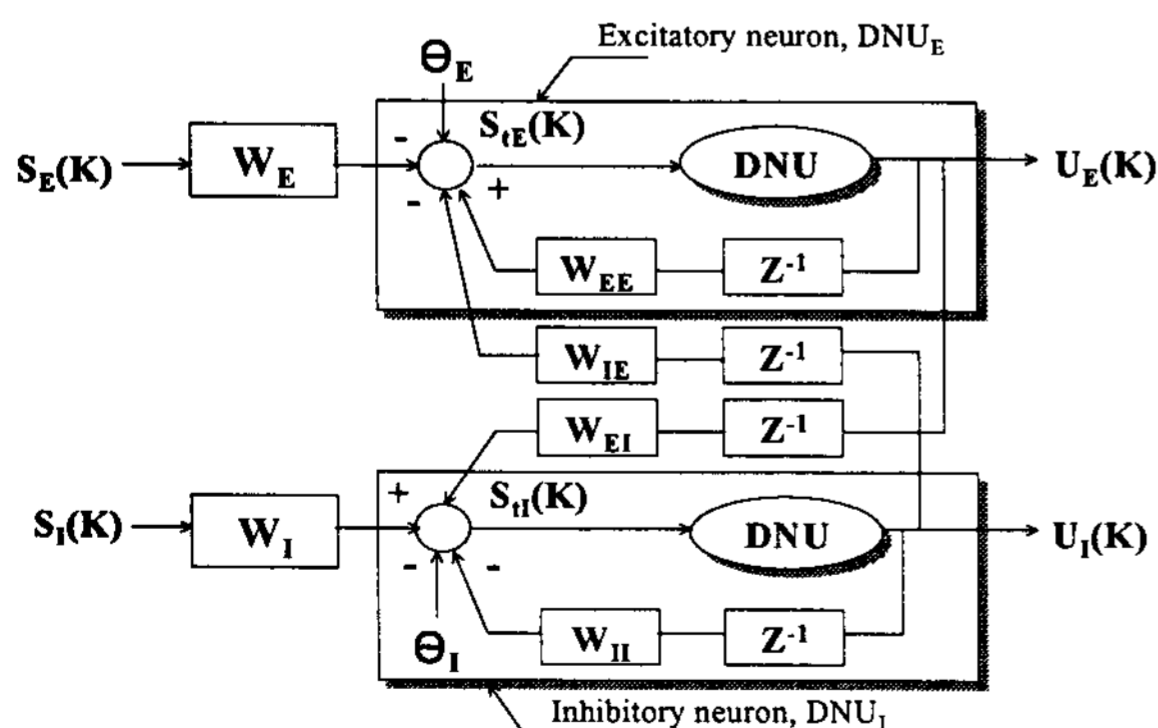 Excitatory neuron, DNU_E
Θ_E
S_tE(K)
-
S_E(K)
W_E
DNU
U_E(K)
-
+
W_EE
Z⁻¹
W_IE
Z⁻¹
W_EI
Z⁻¹
+
S_tI(K)
S_I(K)
W_I
DNU
U_I(K)
-
-
Θ_I
W_II
Z⁻¹
Inhibitory neuron, DNU_I